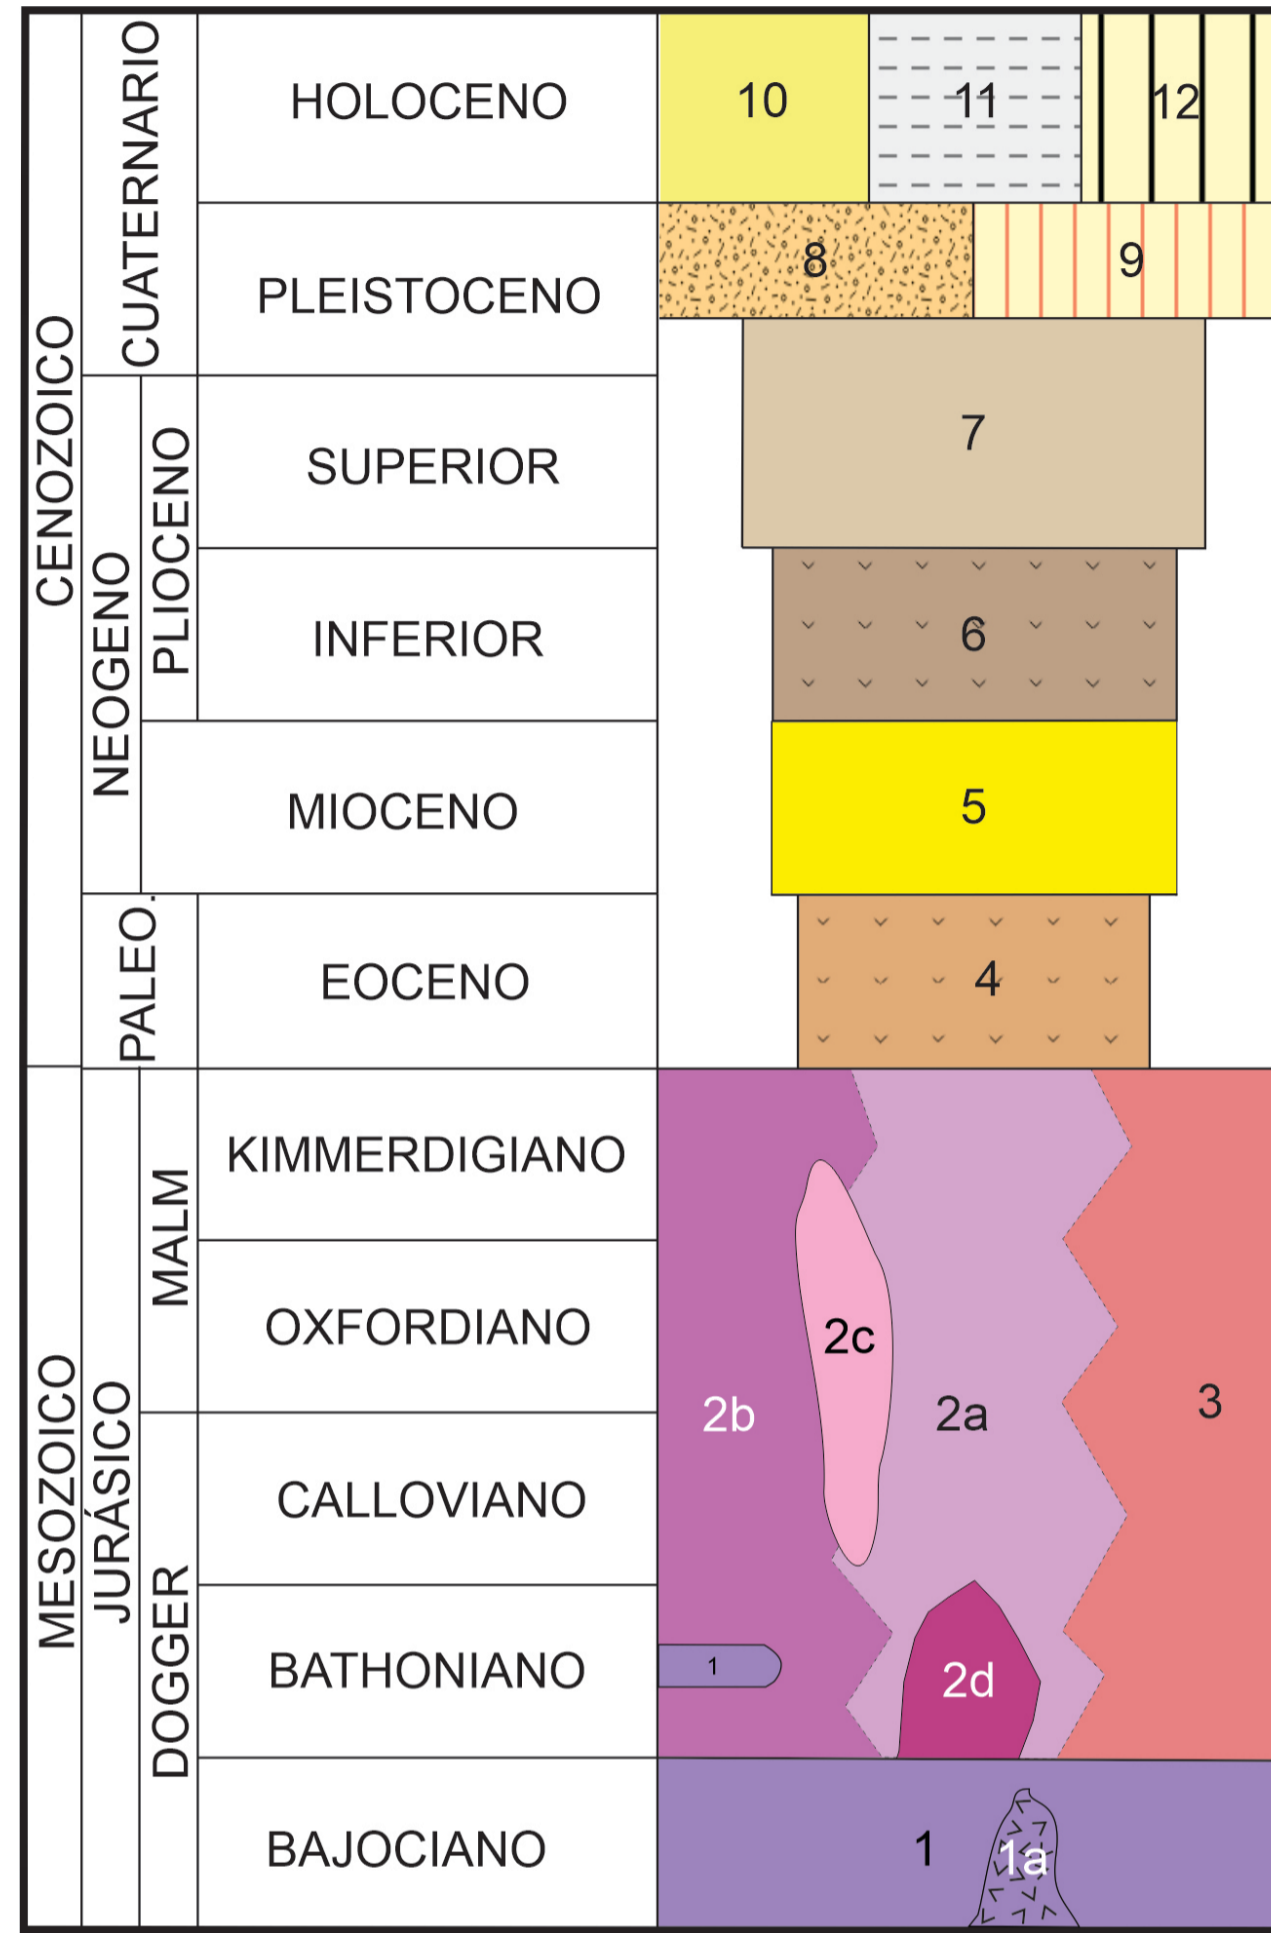 CENOZOICO
CUATERNARIO
HOLOCENO
10
11
12
PLEISTOCENO
8
9
NEOGENO
PLIOCENO
SUPERIOR
7
INFERIOR
6
MIOCENO
5
PALEO.
EOCENO
4
MESOZOICO
JURÁSICO
MALM
KIMMERDIGIANO
OXFORDIANO
2c
2b
2a
3
DOGGER
CALLOVIANO
BATHONIANO
1
2d
BAJOCIANO
1
1a